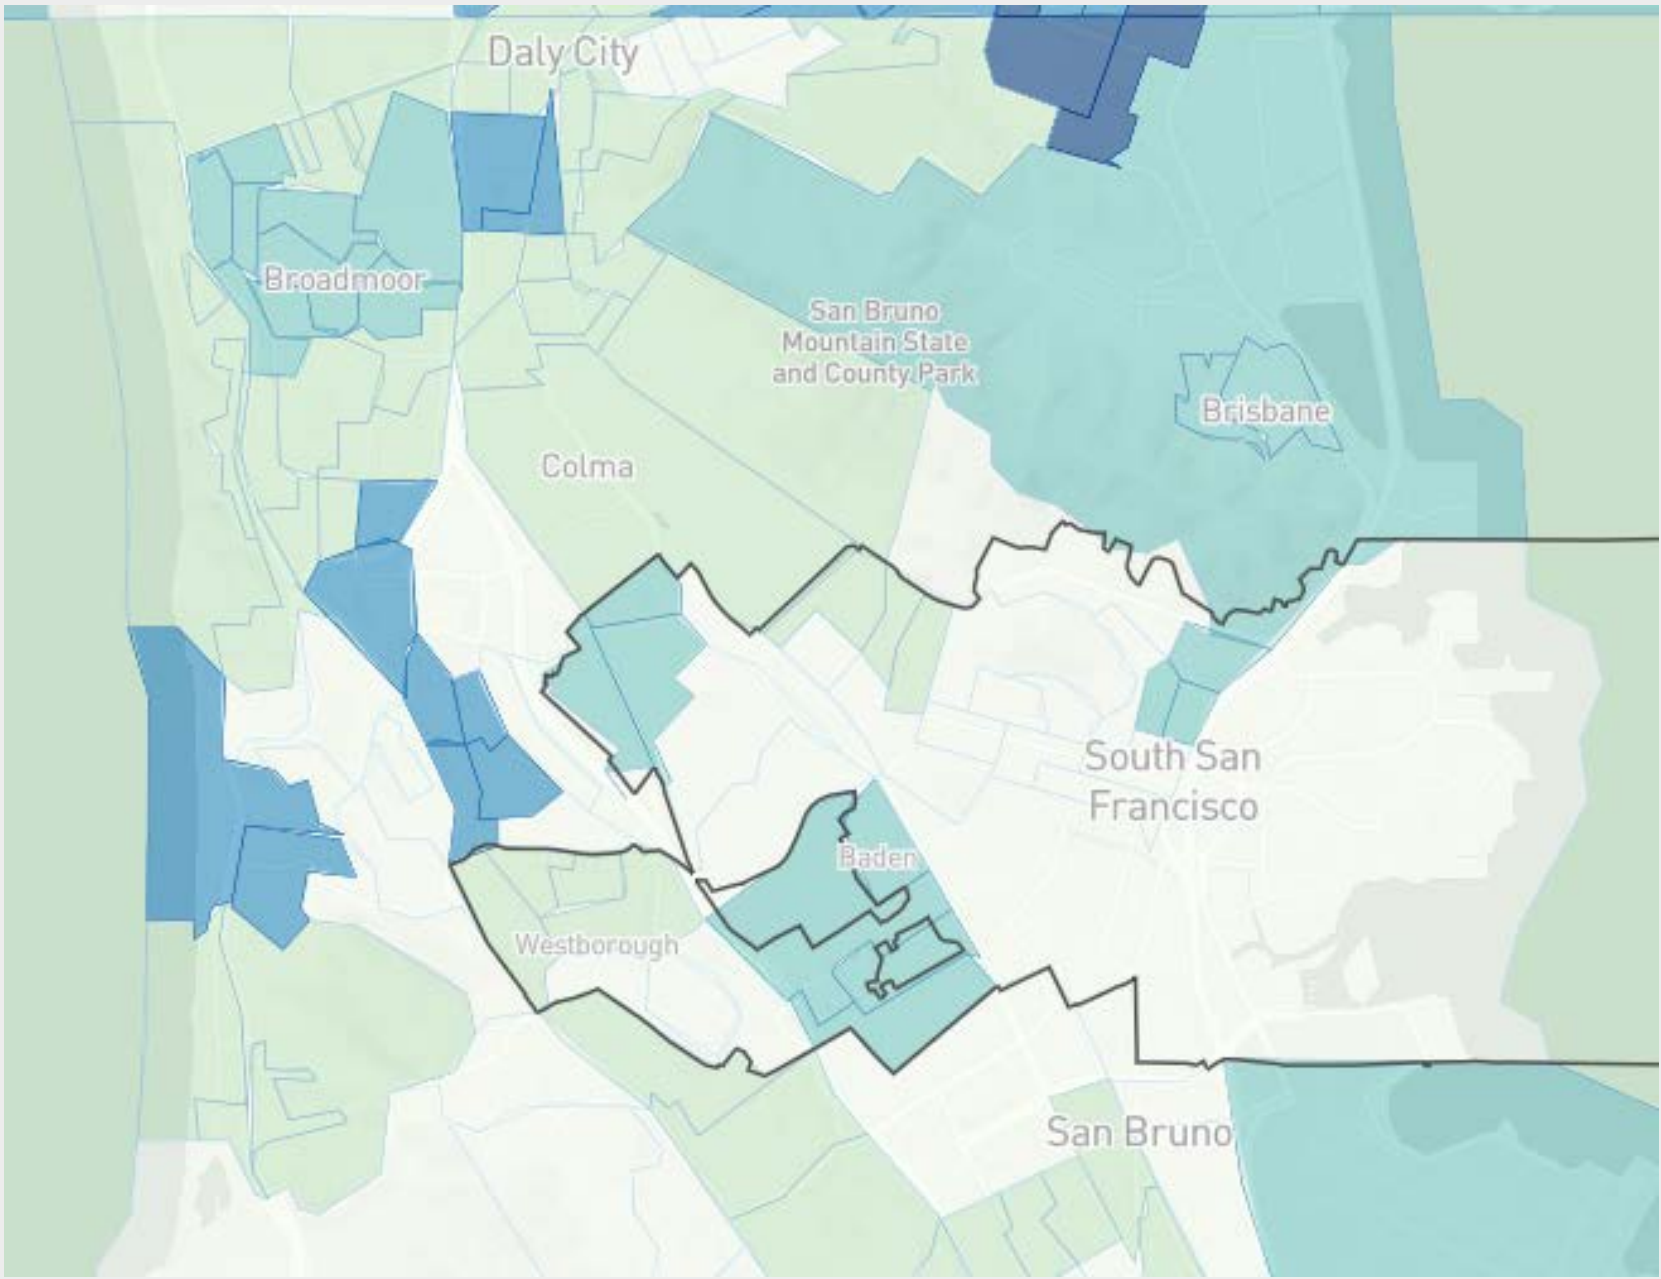 Daly City
Broadmoor
San Bruno
Mountain State
and County Park
Brisbane
Colma
South San
Francisco
Baden
Westborough
San Bruno